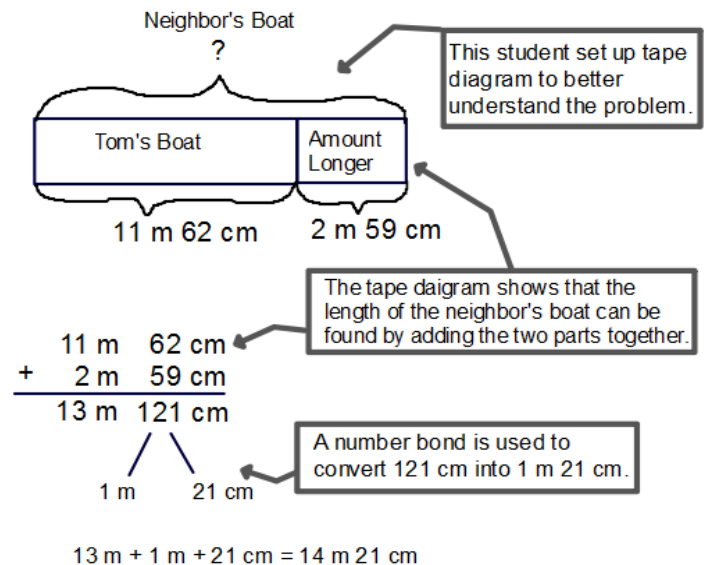 Neighbor's Boat
?
This student set up tape
diagram to better
understand the problem.
Tom's Boat
Amount
Longer
11 m 62 cm
2 m 59 cm
The tape daigram shows that the
length of the neighbor's boat can be
found by adding the two parts together.
11 m 62 cm
+ 2 m 59 cm
13 m 121 cm
A number bond is used to
convert 121 cm into 1 m 21 cm.
1 m
21 cm
13 m + 1 m + 21 cm = 14 m 21 cm